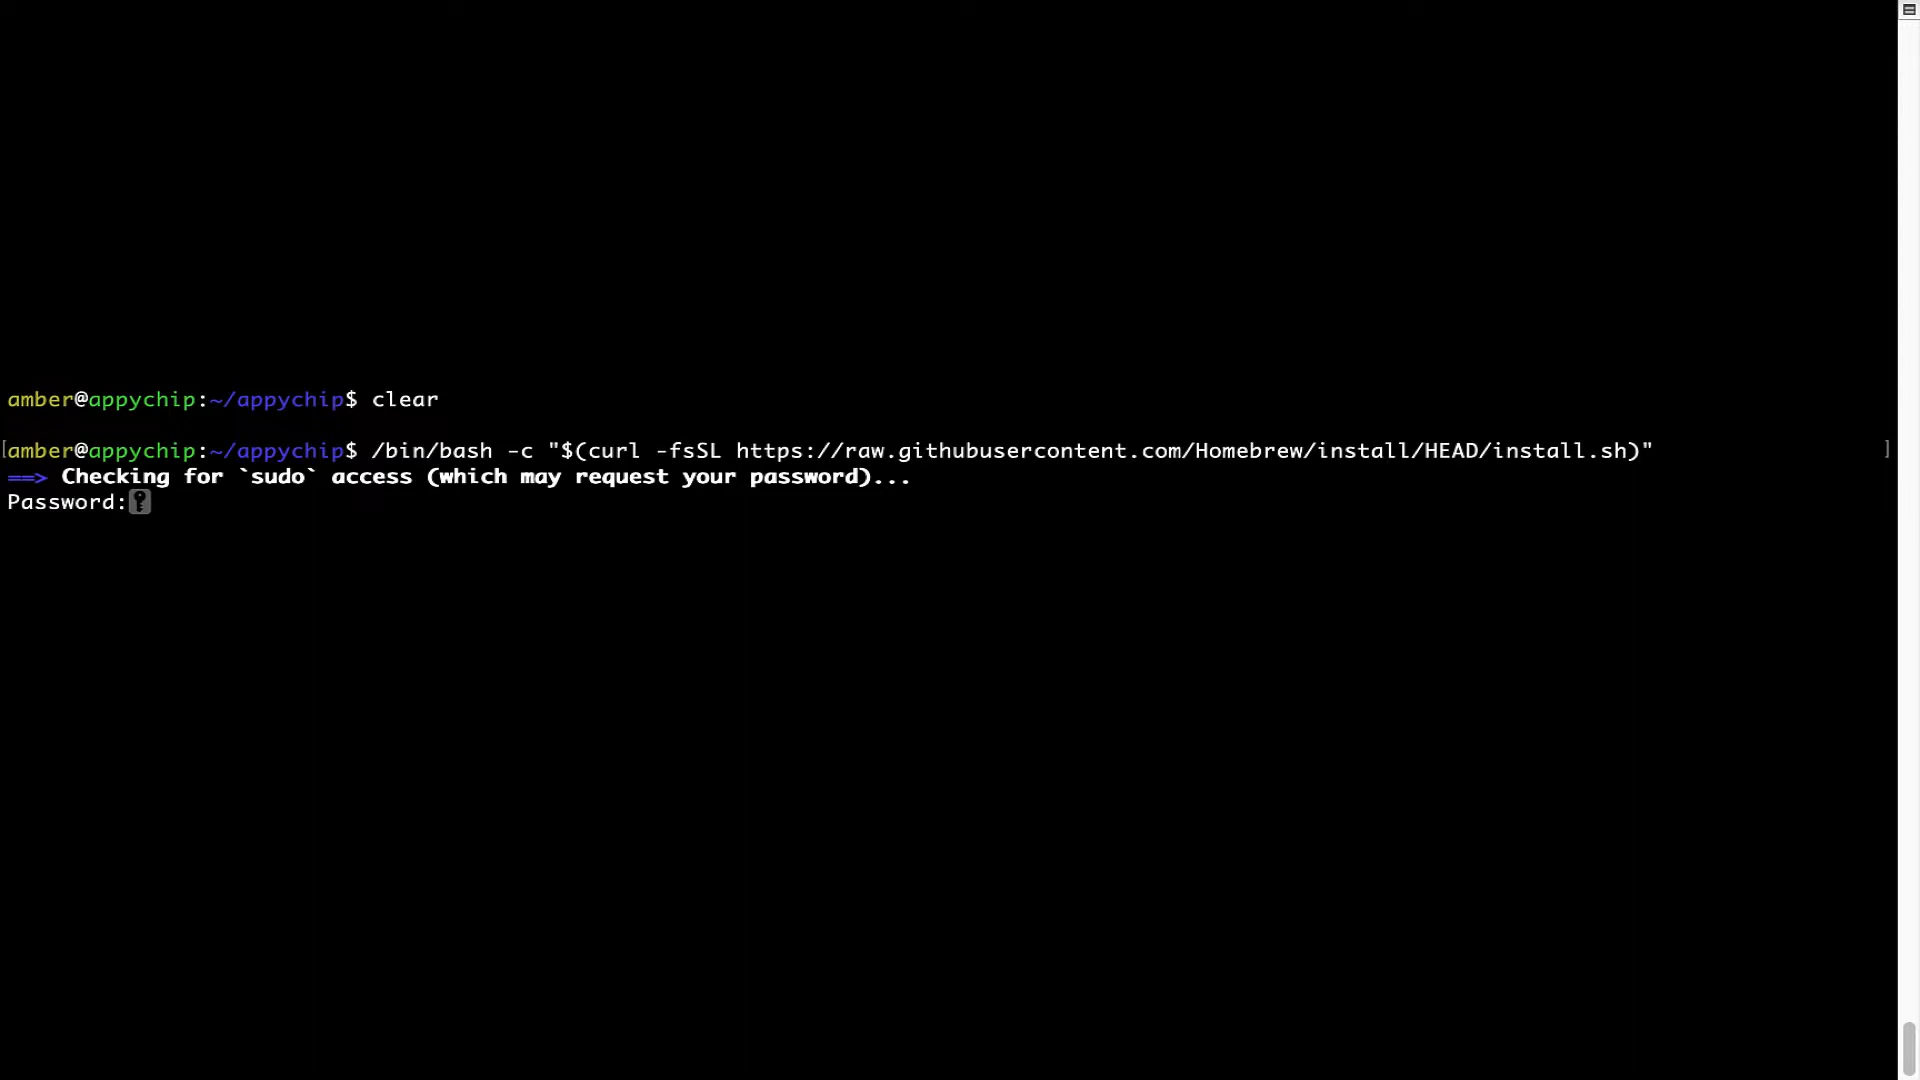 amber@appychip:~/appychip$ clear
[amber@appychip:~/appychip$ /bin/bash -c "$(curl -fsSL https://raw.githubusercontent.com/Homebrew/install/HEAD/install.sh)" ]
==> Checking for `sudo` access (which may request your password)...
Password: